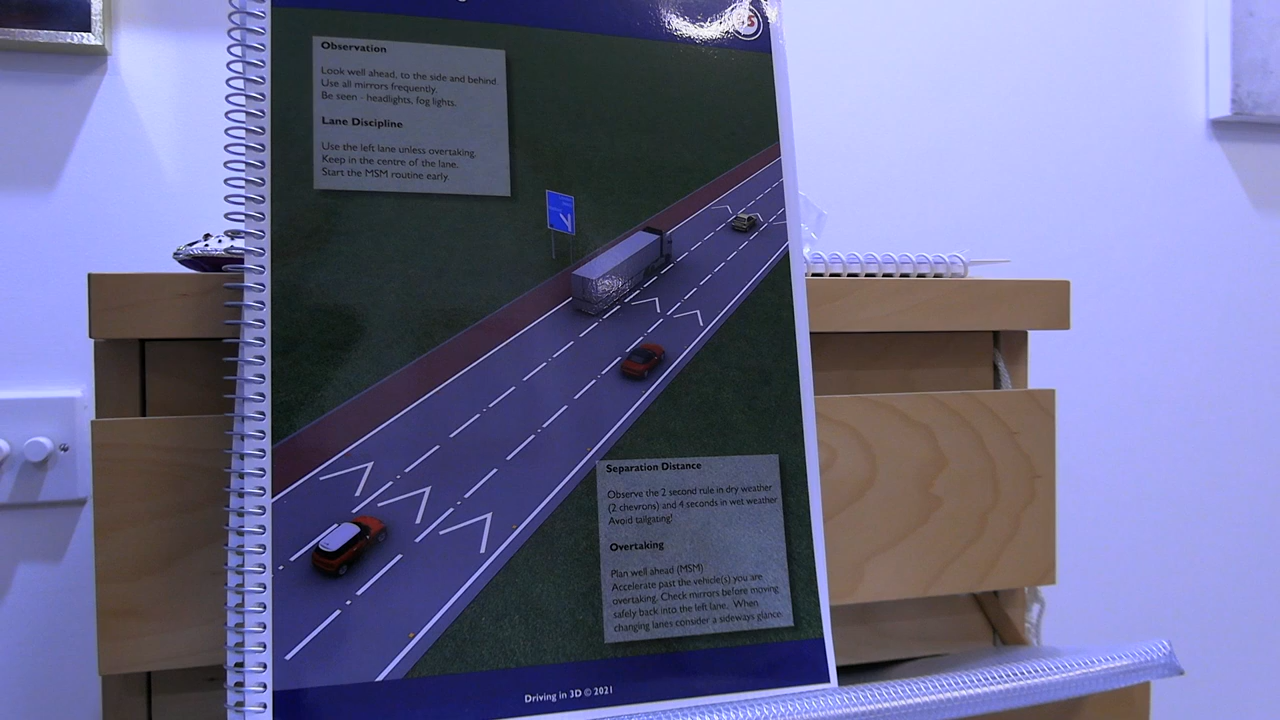 Observation
Look well ahead, to the side and behind.
Use all mirrors frequently.
Be seen - headlights, fog lights.
Lane Discipline
Use the left lane unless overtaking.
Keep in the centre of the lane.
Start the MSM routine early.
Separation Distance
Observe the 2 second rule in dry weather
(2 chevrons) and 4 seconds in wet weather
Avoid tailgating!
Overtaking
Plan well ahead (MSM)
Accelerate past the vehicle(s) you are
overtaking. Check mirrors before moving
safely back into the left lane. When
changing lanes consider a sideways glance.
Driving in 3D © 2021